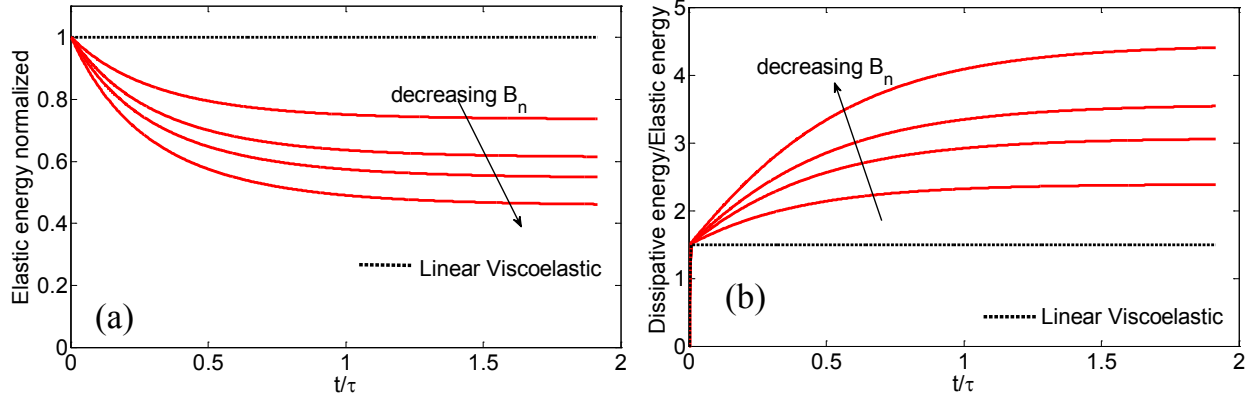 Elastic energy normalized
1
0.8
0.6
0.4
0.2
0
0
0.5
1
1.5
2
t/τ
decreasing B_n
Linear Viscoelastic
(a)
Dissipative energy/Elastic energy
5
4
3
2
1
0
0
0.5
1
1.5
2
t/τ
decreasing B_n
Linear Viscoelastic
(b)